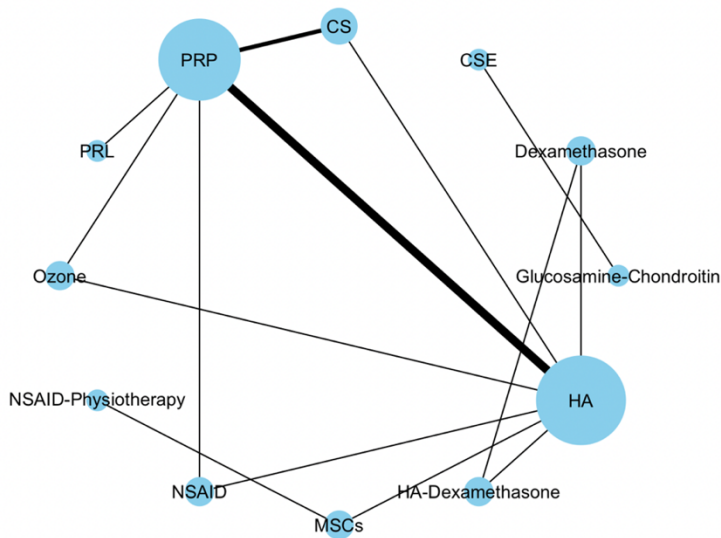 CS
PRP
CSE
PRL
Dexamethasone
Ozone
Glucosamine-Chondroitin
NSAID-Physiotherapy
HA
NSAID
HA-Dexamethasone
MSCs